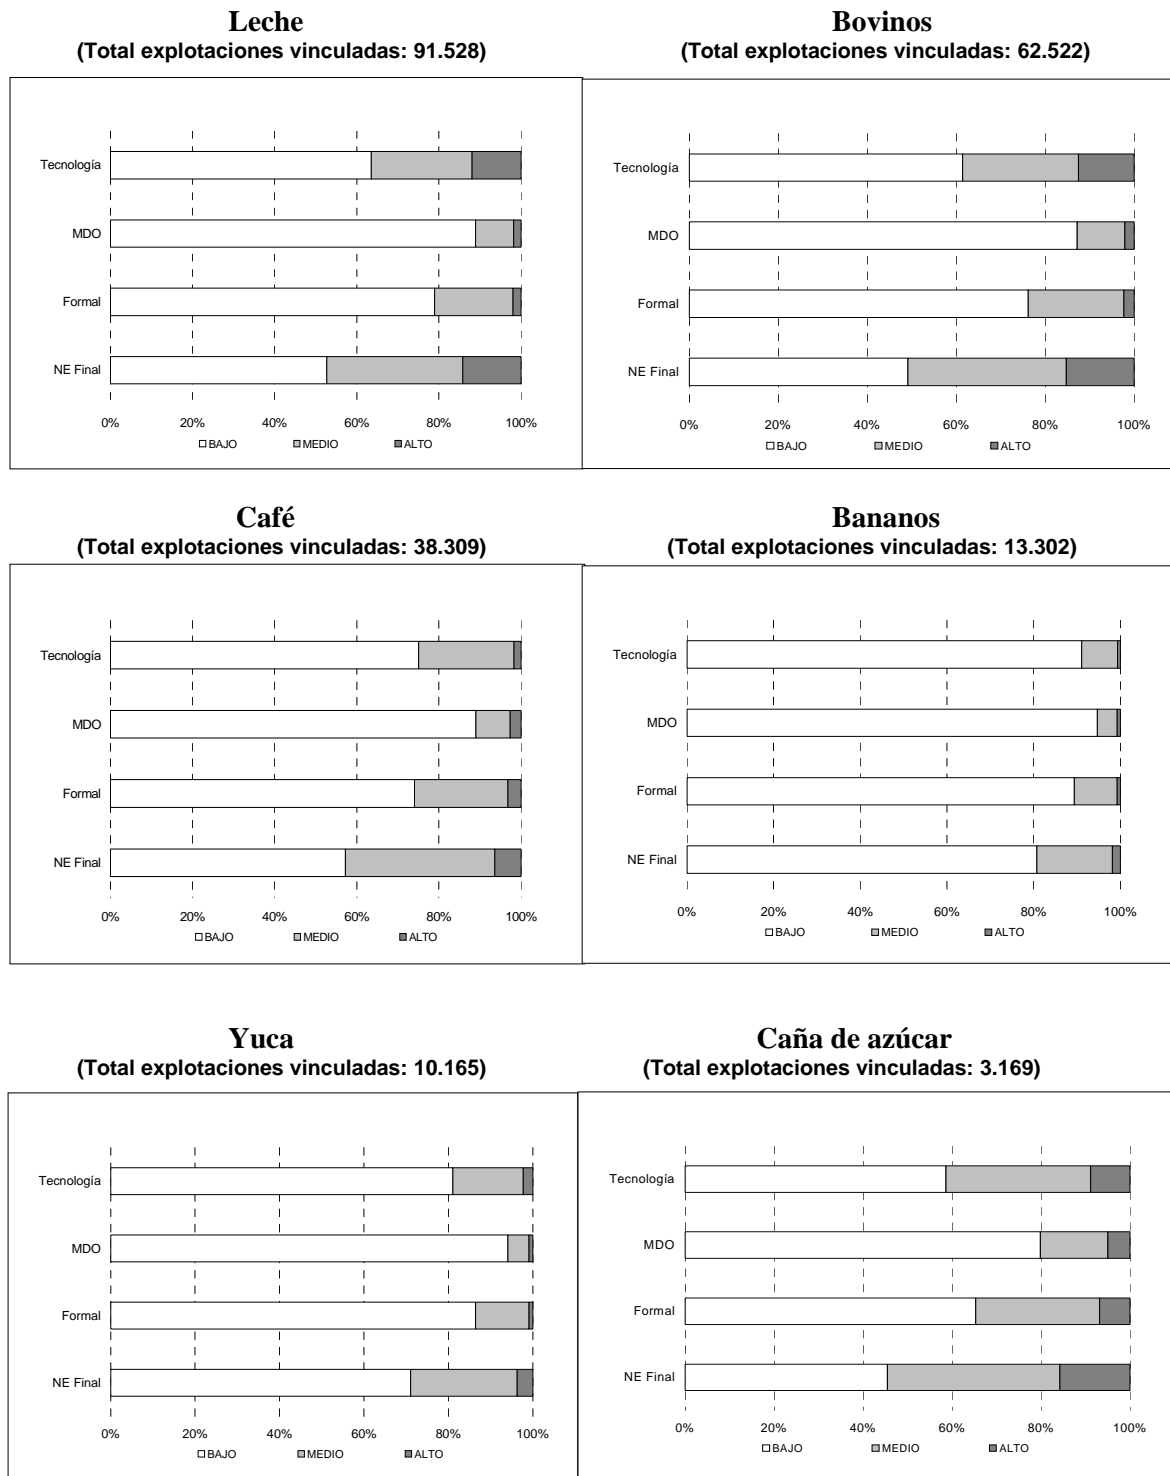 Leche
(Total explotaciones vinculadas: 91.528)
Tecnología
MDO
Formal
NE Final
0% 20% 40% 60% 80% 100%
BAJO MEDIO ALTO
Bovinos
(Total explotaciones vinculadas: 62.522)
Tecnología
MDO
Formal
NE Final
0% 20% 40% 60% 80% 100%
BAJO MEDIO ALTO
Café
(Total explotaciones vinculadas: 38.309)
Tecnología
MDO
Formal
NE Final
0% 20% 40% 60% 80% 100%
BAJO MEDIO ALTO
Bananos
(Total explotaciones vinculadas: 13.302)
Tecnología
MDO
Formal
NE Final
0% 20% 40% 60% 80% 100%
BAJO MEDIO ALTO
Yuca
(Total explotaciones vinculadas: 10.165)
Tecnología
MDO
Formal
NE Final
0% 20% 40% 60% 80% 100%
BAJO MEDIO ALTO
Caña de azúcar
(Total explotaciones vinculadas: 3.169)
Tecnología
MDO
Formal
NE Final
0% 20% 40% 60% 80% 100%
BAJO MEDIO ALTO